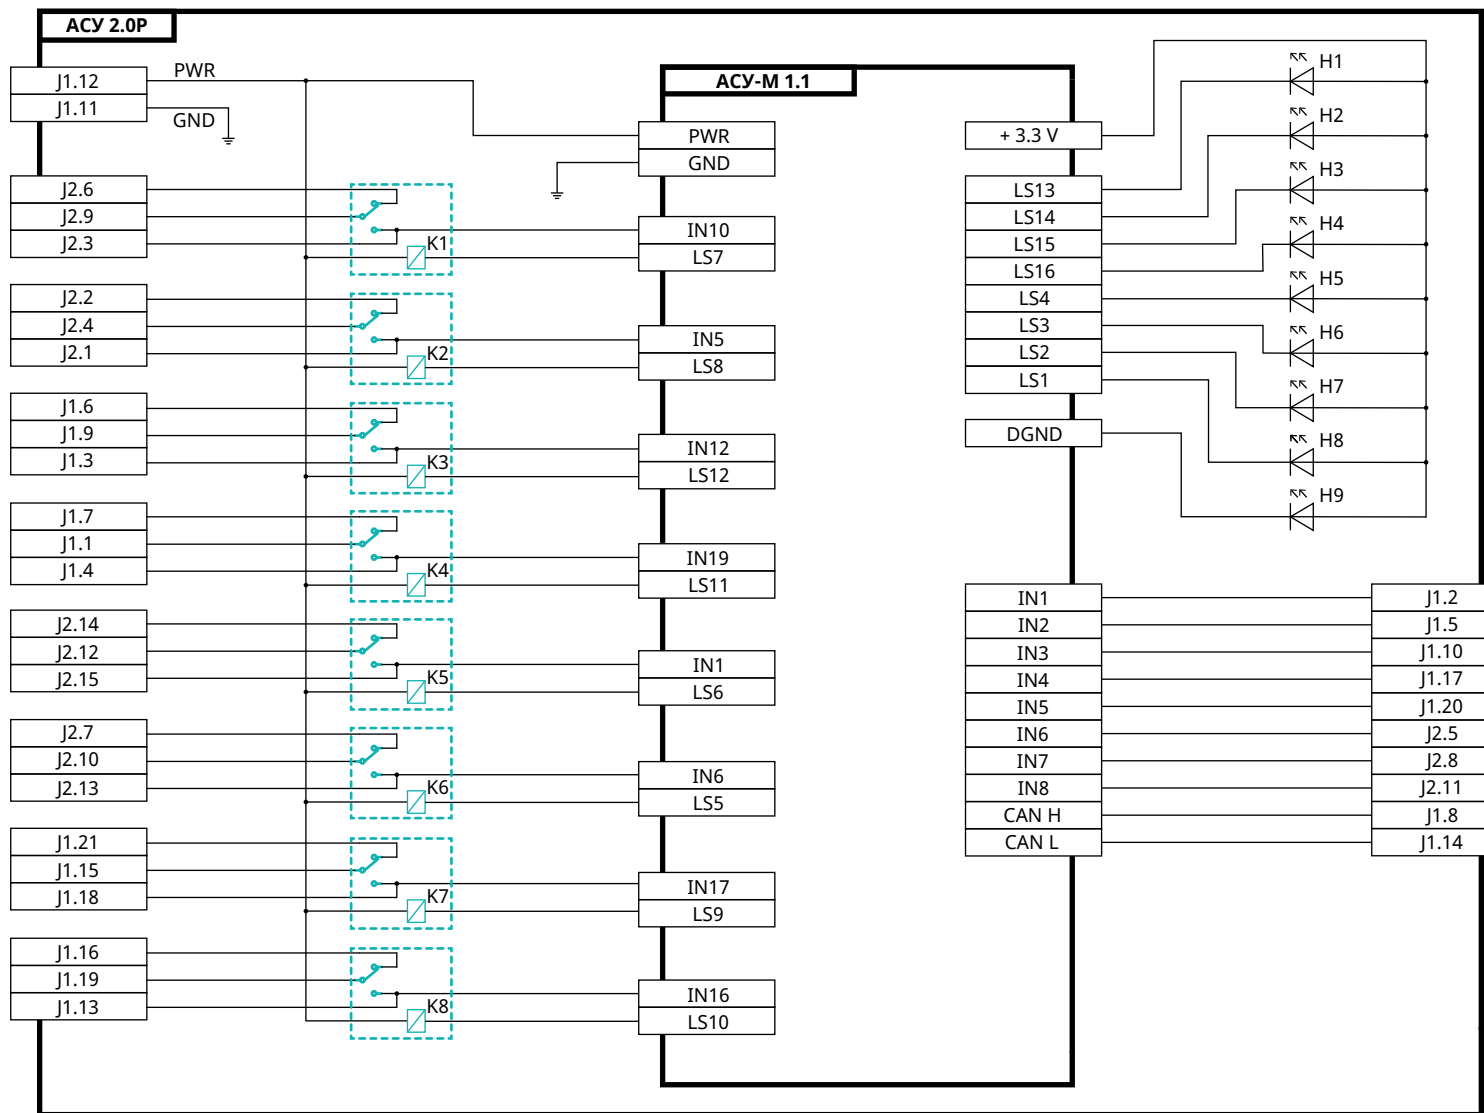 АСУ 2.0Р
J1.12
PWR
J1.11
GND
J2.6
J2.9
J2.3
K1
J2.2
J2.4
J2.1
K2
J1.6
J1.9
J1.3
K3
J1.7
J1.1
J1.4
K4
J2.14
J2.12
J2.15
K5
J2.7
J2.10
J2.13
K6
J1.21
J1.15
J1.18
K7
J1.16
J1.19
J1.13
K8
АСУ-М 1.1
PWR
GND
IN10
LS7
IN5
LS8
IN12
LS12
IN19
LS11
IN1
LS6
IN6
LS5
IN17
LS9
IN16
LS10
+ 3.3 V
LS13
LS14
LS15
LS16
LS4
LS3
LS2
LS1
DGND
H1
H2
H3
H4
H5
H6
H7
H8
H9
IN1 J1.2
IN2 J1.5
IN3 J1.10
IN4 J1.17
IN5 J1.20
IN6 J2.5
IN7 J2.8
IN8 J2.11
CAN H J1.8
CAN L J1.14